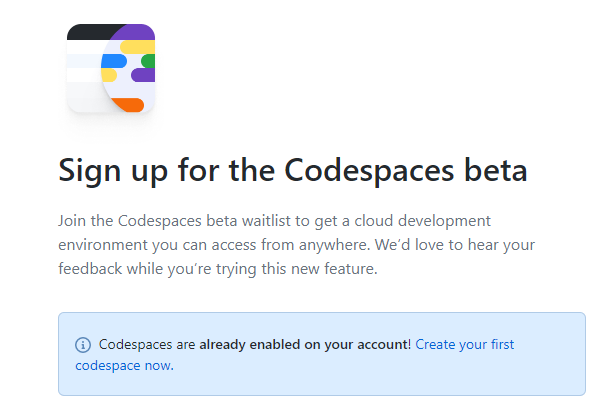 Sign up for the Codespaces beta
Join the Codespaces beta waitlist to get a cloud development
environment you can access from anywhere. We’d love to hear your
feedback while you’re trying this new feature.
Codespaces are already enabled on your account! Create your first
codespace now.